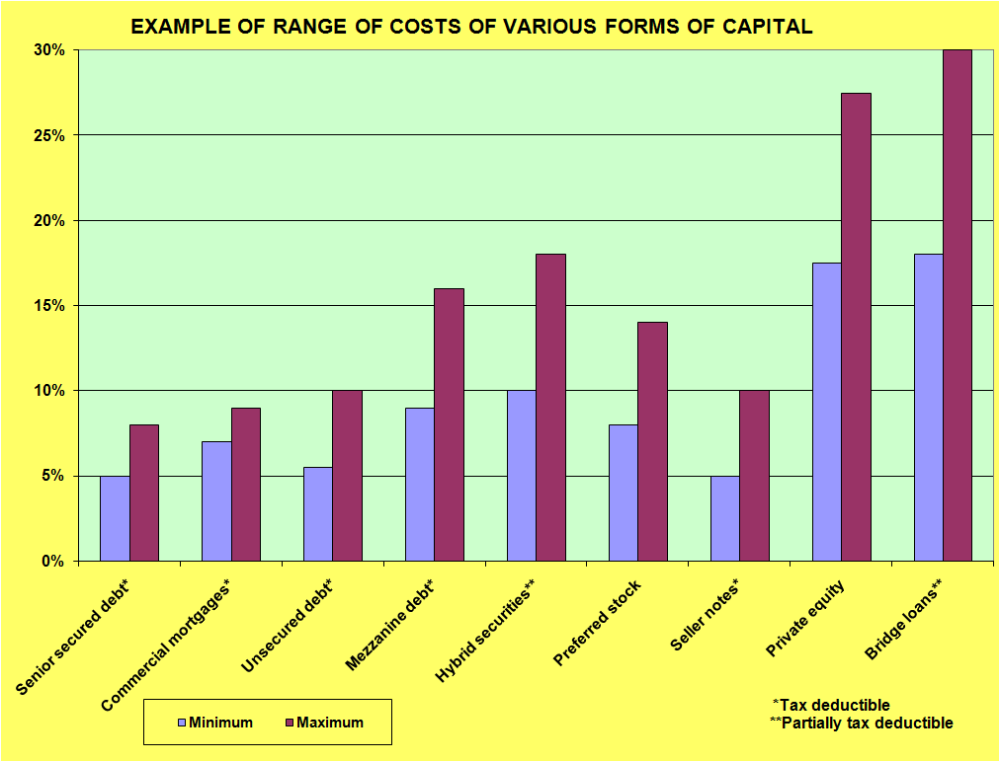 EXAMPLE OF RANGE OF COSTS OF VARIOUS FORMS OF CAPITAL
30%
25%
20%
15%
10%
5%
0%
Senior secured debt*
Commercial mortgages*
Unsecured debt*
Mezzanine debt*
Hybrid securities**
Preferred stock
Seller notes*
Private equity
Bridge loans**
Minimum Maximum
*Tax deductible
**Partially tax deductible